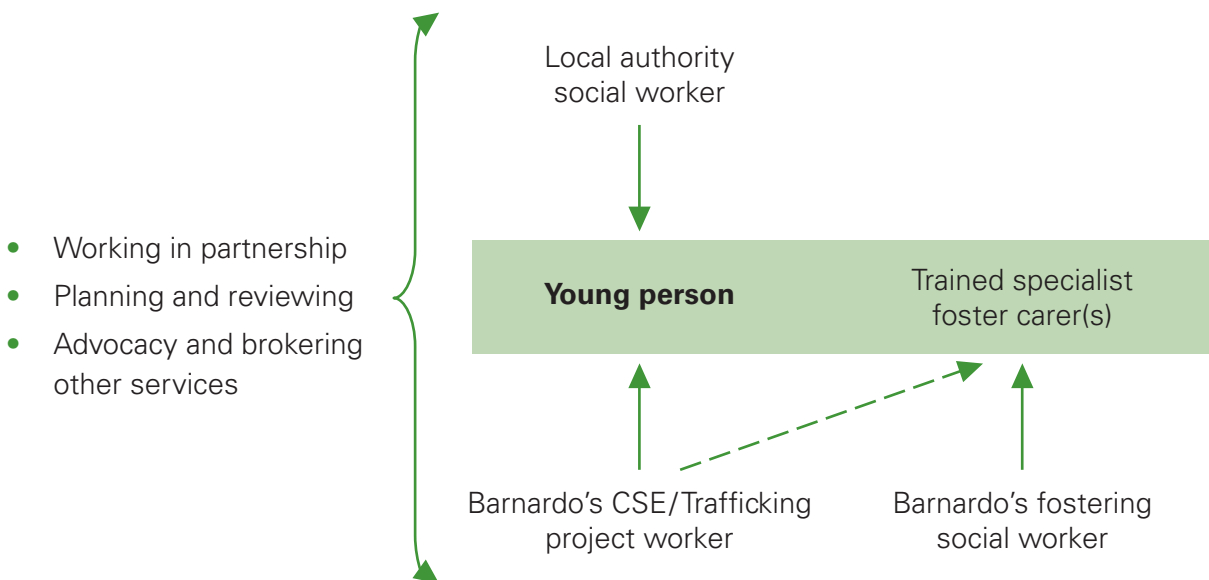 Local authority
social worker
• Working in partnership
• Planning and reviewing
• Advocacy and brokering
other services
Young person
Trained specialist
foster carer(s)
Barnardo's CSE/Trafficking
project worker
Barnardo's fostering
social worker